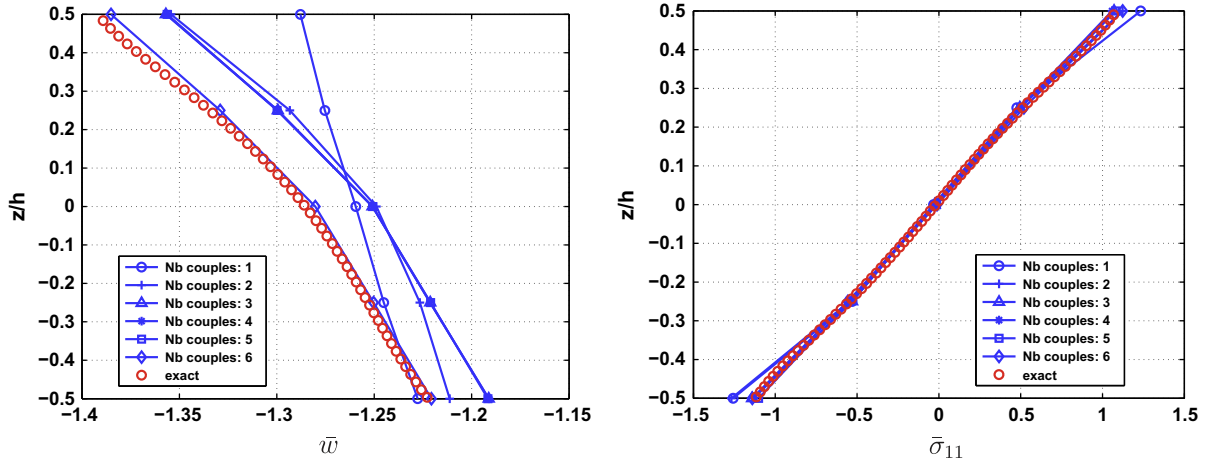 0.5
0.4
0.3
0.2
0.1
0
−0.1
−0.2
−0.3
−0.4
−0.5
z/h
−1.4
−1.35
−1.3
−1.25
−1.2
−1.15
w̄
Nb couples: 1
Nb couples: 2
Nb couples: 3
Nb couples: 4
Nb couples: 5
Nb couples: 6
exact
0.5
0.4
0.3
0.2
0.1
0
−0.1
−0.2
−0.3
−0.4
−0.5
z/h
−1.5
−1
−0.5
0
0.5
1
1.5
σ̄₁₁
Nb couples: 1
Nb couples: 2
Nb couples: 3
Nb couples: 4
Nb couples: 5
Nb couples: 6
exact